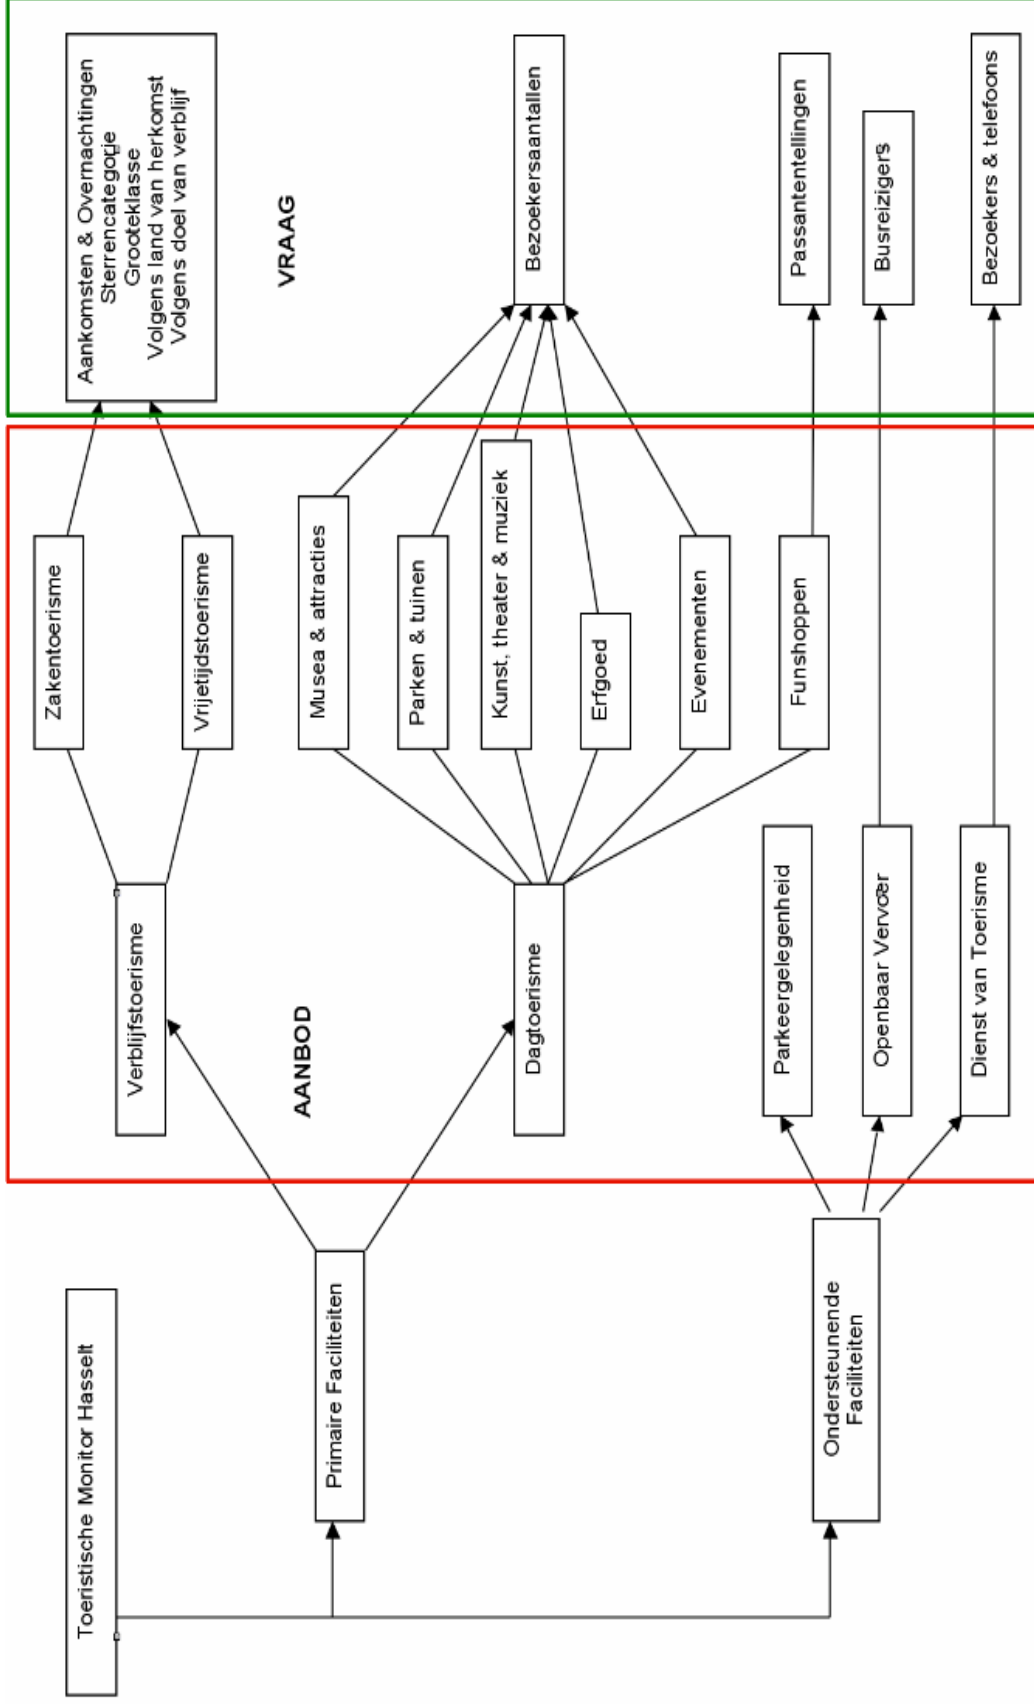 Toeristische Monitor Hasselt
Primaire Faciliteiten
Ondersteunende
Faciliteiten
AANBOD
Verblijfstoerisme
Dagtoerisme
Parkeergelegenheid
Openbaar Vervoer
Dienst van Toerisme
Zakentoerisme
Vrijetijdstoerisme
Musea & attracties
Parken & tuinen
Kunst, theater & muziek
Erfgoed
Evenementen
Funshoppen
VRAAG
Aankomsten & Overnachtingen
Sterrencategorie
Grooteklasse
Volgens land van herkomst
Volgens doel van verblijf
Bezoekersaantallen
Passantentellingen
Busreizigers
Bezoekers & telefoons